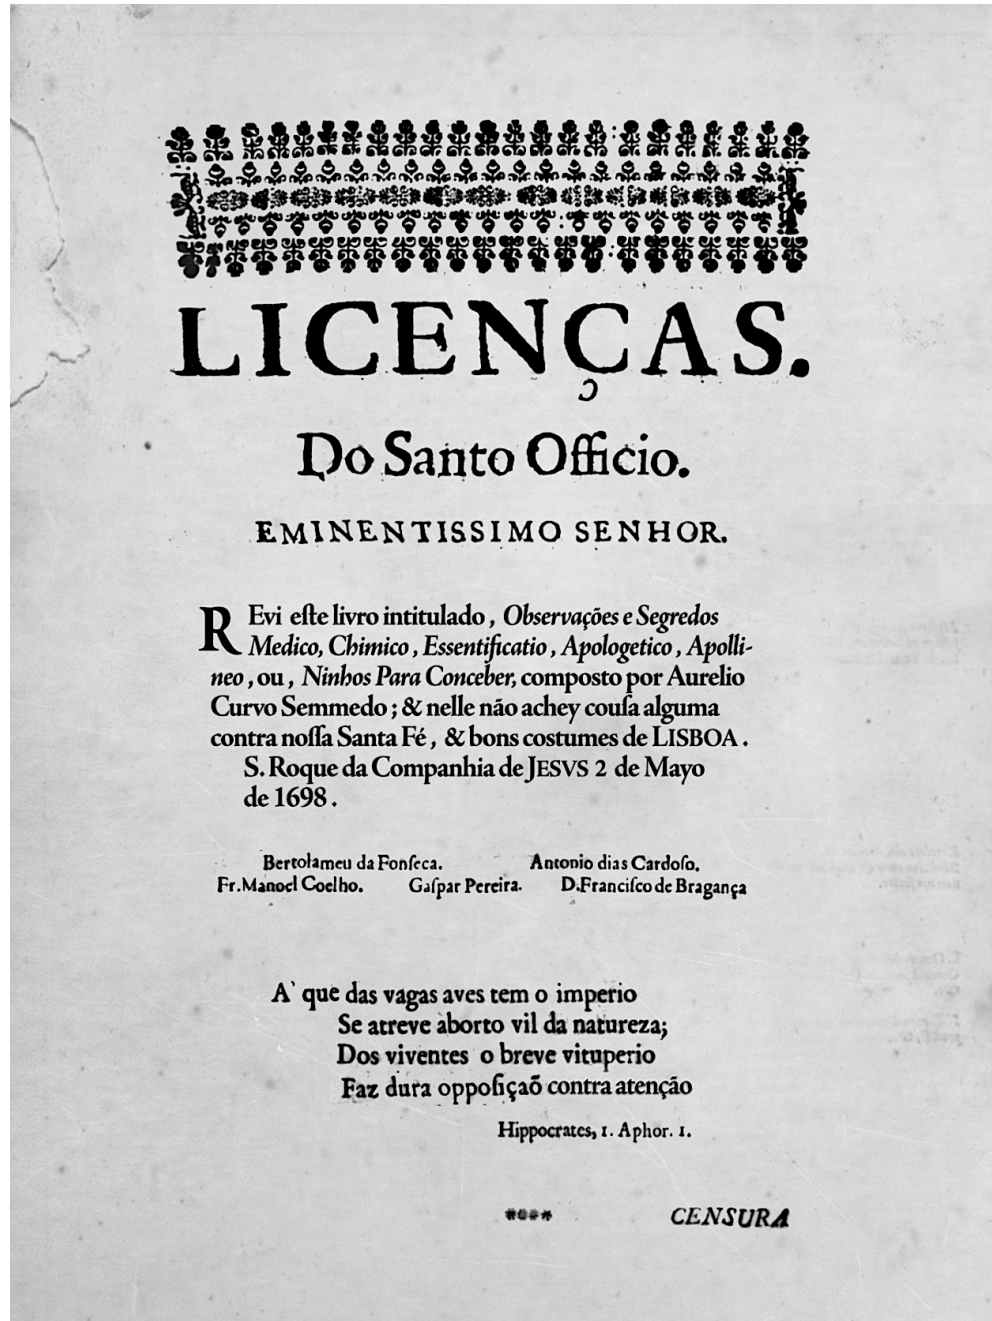 LICENÇAS.
Do Santo Officio.
EMINENTISSIMO SENHOR.
REvi eſte livro intitulado, Observações e Segredos
Medico, Chimico, Essentificatio, Apologetico, Apolli-
neo, ou, Ninhos Para Conceber, composto por Aurelio
Curvo Semmedo; & nelle não achey couſa alguma
contra noſſa Santa Fé, & bons costumes de LISBOA.
S. Roque da Companhia de JESVS 2 de Mayo
de 1698.
Bertolameu da Fonſeca. Antonio dias Cardoſo.
Fr. Manoel Coelho. Gaſpar Pereira. D. Franciſco de Bragança
A' que das vagas aves tem o imperio
Se atreve aborto vil da natureza;
Dos viventes o breve vituperio
Faz dura oppoſiçaõ contra atenção
Hippocrates, 1. Aphor. 1.
**** CENSURA